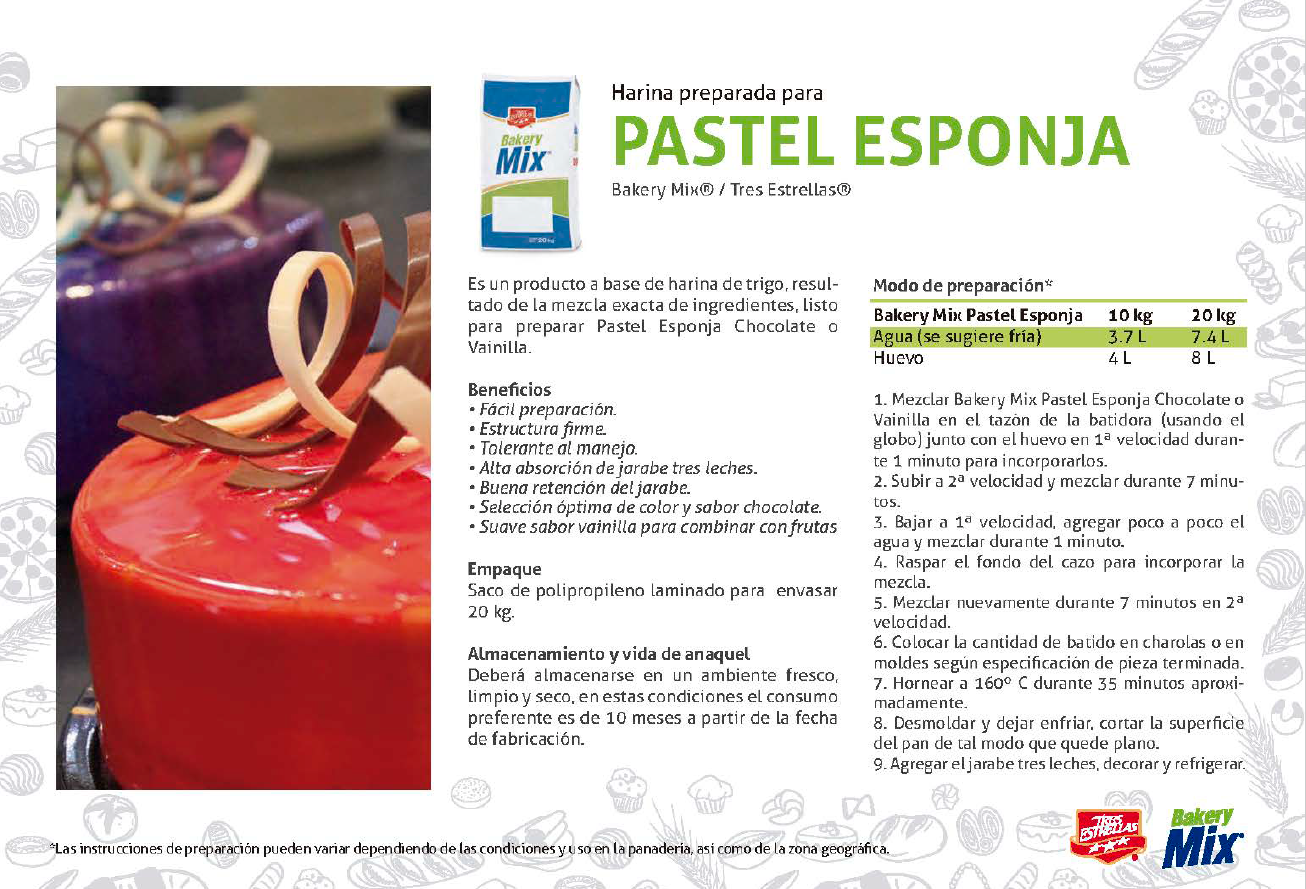 Harina preparada para
PASTEL ESPONJA
Bakery Mix® / Tres Estrellas®
TRES ESTRELLAS
Bakery
Mix
20 kg
Es un producto a base de harina de trigo, resul-
tado de la mezcla exacta de ingredientes, listo
para preparar Pastel Esponja Chocolate o
Vainilla.
Beneficios
• Fácil preparación.
• Estructura firme.
• Tolerante al manejo.
• Alta absorción de jarabe tres leches.
• Buena retención del jarabe.
• Selección óptima de color y sabor chocolate.
• Suave sabor vainilla para combinar con frutas
Empaque
Saco de polipropileno laminado para envasar
20 kg.
Almacenamiento y vida de anaquel
Deberá almacenarse en un ambiente fresco,
limpio y seco, en estas condiciones el consumo
preferente es de 10 meses a partir de la fecha
de fabricación.
Modo de preparación*
Bakery Mix Pastel Esponja 10 kg 20 kg
Agua (se sugiere fría) 3.7 L 7.4 L
Huevo 4 L 8 L
1. Mezclar Bakery Mix Pastel Esponja Chocolate o
Vainilla en el tazón de la batidora (usando el
globo) junto con el huevo en 1ª velocidad duran-
te 1 minuto para incorporarlos.
2. Subir a 2ª velocidad y mezclar durante 7 minu-
tos.
3. Bajar a 1ª velocidad, agregar poco a poco el
agua y mezclar durante 1 minuto.
4. Raspar el fondo del cazo para incorporar la
mezcla.
5. Mezclar nuevamente durante 7 minutos en 2ª
velocidad.
6. Colocar la cantidad de batido en charolas o en
moldes según especificación de pieza terminada.
7. Hornear a 160º C durante 35 minutos aproxi-
madamente.
8. Desmoldar y dejar enfriar, cortar la superficie
del pan de tal modo que quede plano.
9. Agregar el jarabe tres leches, decorar y refrigerar.
*Las instrucciones de preparación pueden variar dependiendo de las condiciones y uso en la panadería, asi como de la zona geográfica.
TRES
ESTRELLAS
Bakery
Mix